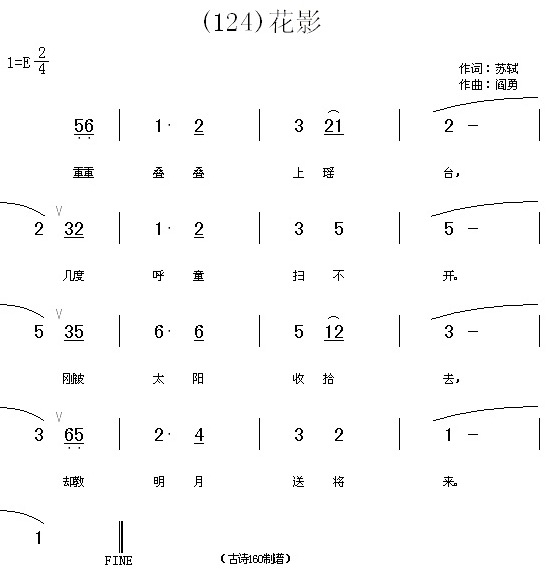 (124)花影
1=E 2/4
作词：苏轼
作曲：阎勇
56 | 1· 2 | 3 21 | 2 - |
重重 叠 叠 上 瑶 台，
2 32 | 1· 2 | 3 5 | 5 - |
几度 呼 童 扫 不 开。
5 35 | 6· 6 | 5 12 | 3 - |
刚皱 太 阳 收 拾 去，
3 65 | 2· 4 | 3 2 | 1 - |
却教 明 月 送 将 来。
1
FINE （古诗160制谱）